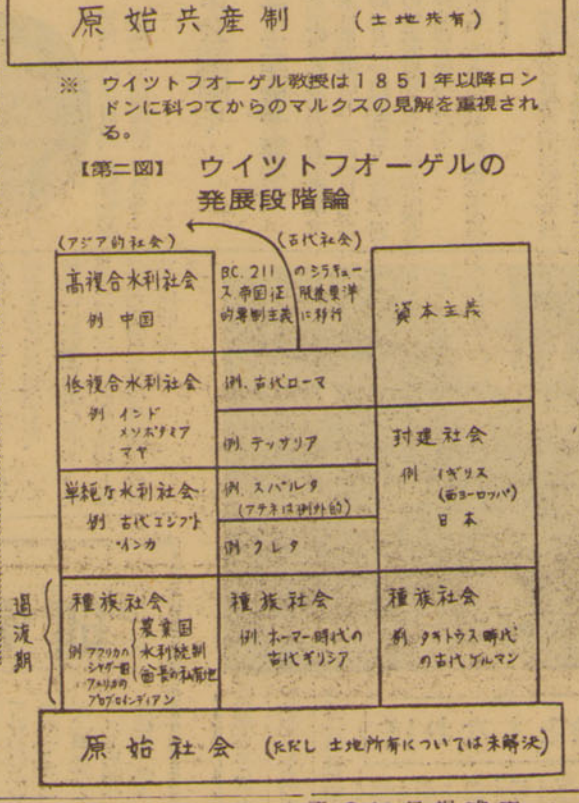 原始共産制 (土地共有)
※ ウイツトフオーゲル教授は1851年以降ロン
ドンに科つてからのマルクスの見解を重視され
る。
【第二図】 ウイツトフオーゲルの
発展段階論
(アジア的社会)
(古代社会)
高複合水利社会
例 中国
BC.211 のシラキュー
ス帝国征服後東洋
的専制主義に移行
資本主義
低複合水利社会
例 インド
メソポタミア
マヤ
例.古代ローマ
例.テッサリア
封建社会
例 イギリス
(西ヨーロッパ)
日本
単純な水利社会
例 古代エジプト
インカ
例.スパルタ
(アテネは例外的)
例.クレタ
過渡期
種族社会
例 アフリカの
シャガ
アメリカの
プエブロインディアン
農業国
水利統制
酋長の私有地
種族社会
例.ホーマー時代の
古代ギリシア
種族社会
例.タキトウス時代
の古代ゲルマン
原始社会 (ただし 土地所有については未解決)